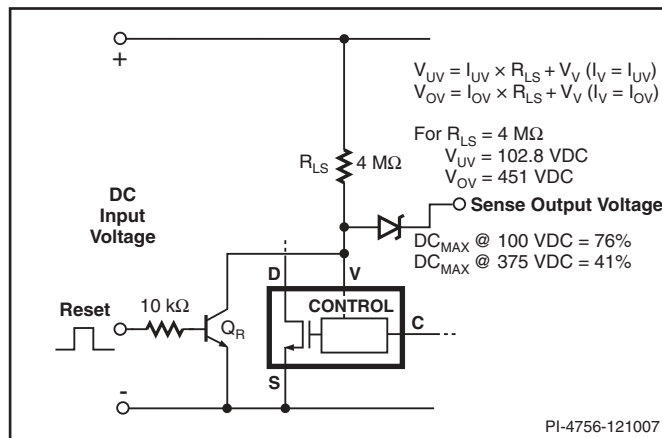 +
V_UV = I_UV × R_LS + V_V (I_V = I_UV)
V_OV = I_OV × R_LS + V_V (I_V = I_OV)
For R_LS = 4 MΩ
V_UV = 102.8 VDC
V_OV = 451 VDC
R_LS 4 MΩ
DC
Input
Voltage
Sense Output Voltage
DC_MAX @ 100 VDC = 76%
DC_MAX @ 375 VDC = 41%
D V
CONTROL
Reset
10 kΩ
Q_R
C
S
-
PI-4756-121007